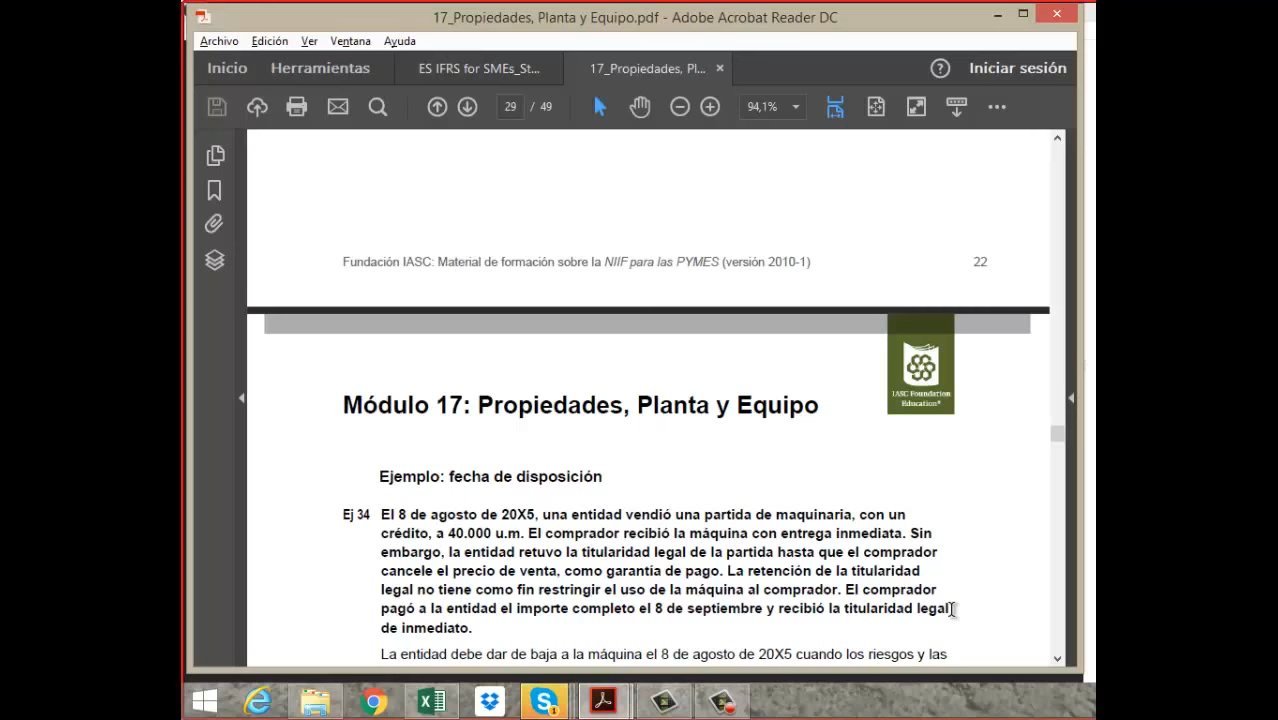 17_Propiedades, Planta y Equipo.pdf - Adobe Acrobat Reader DC
Archivo Edición Ver Ventana Ayuda
Inicio Herramientas ES IFRS for SMEs_St... 17_Propiedades, Pl... × ? Iniciar sesión
29 / 49 94,1%
Fundación IASC: Material de formación sobre la NIIF para las PYMES (versión 2010-1) 22
IASC Foundation
Education®
Módulo 17: Propiedades, Planta y Equipo
Ejemplo: fecha de disposición
Ej 34 El 8 de agosto de 20X5, una entidad vendió una partida de maquinaria, con un
crédito, a 40.000 u.m. El comprador recibió la máquina con entrega inmediata. Sin
embargo, la entidad retuvo la titularidad legal de la partida hasta que el comprador
cancele el precio de venta, como garantía de pago. La retención de la titularidad
legal no tiene como fin restringir el uso de la máquina al comprador. El comprador
pagó a la entidad el importe completo el 8 de septiembre y recibió la titularidad legal
de inmediato.
La entidad debe dar de baja a la máquina el 8 de agosto de 20X5 cuando los riesgos y las